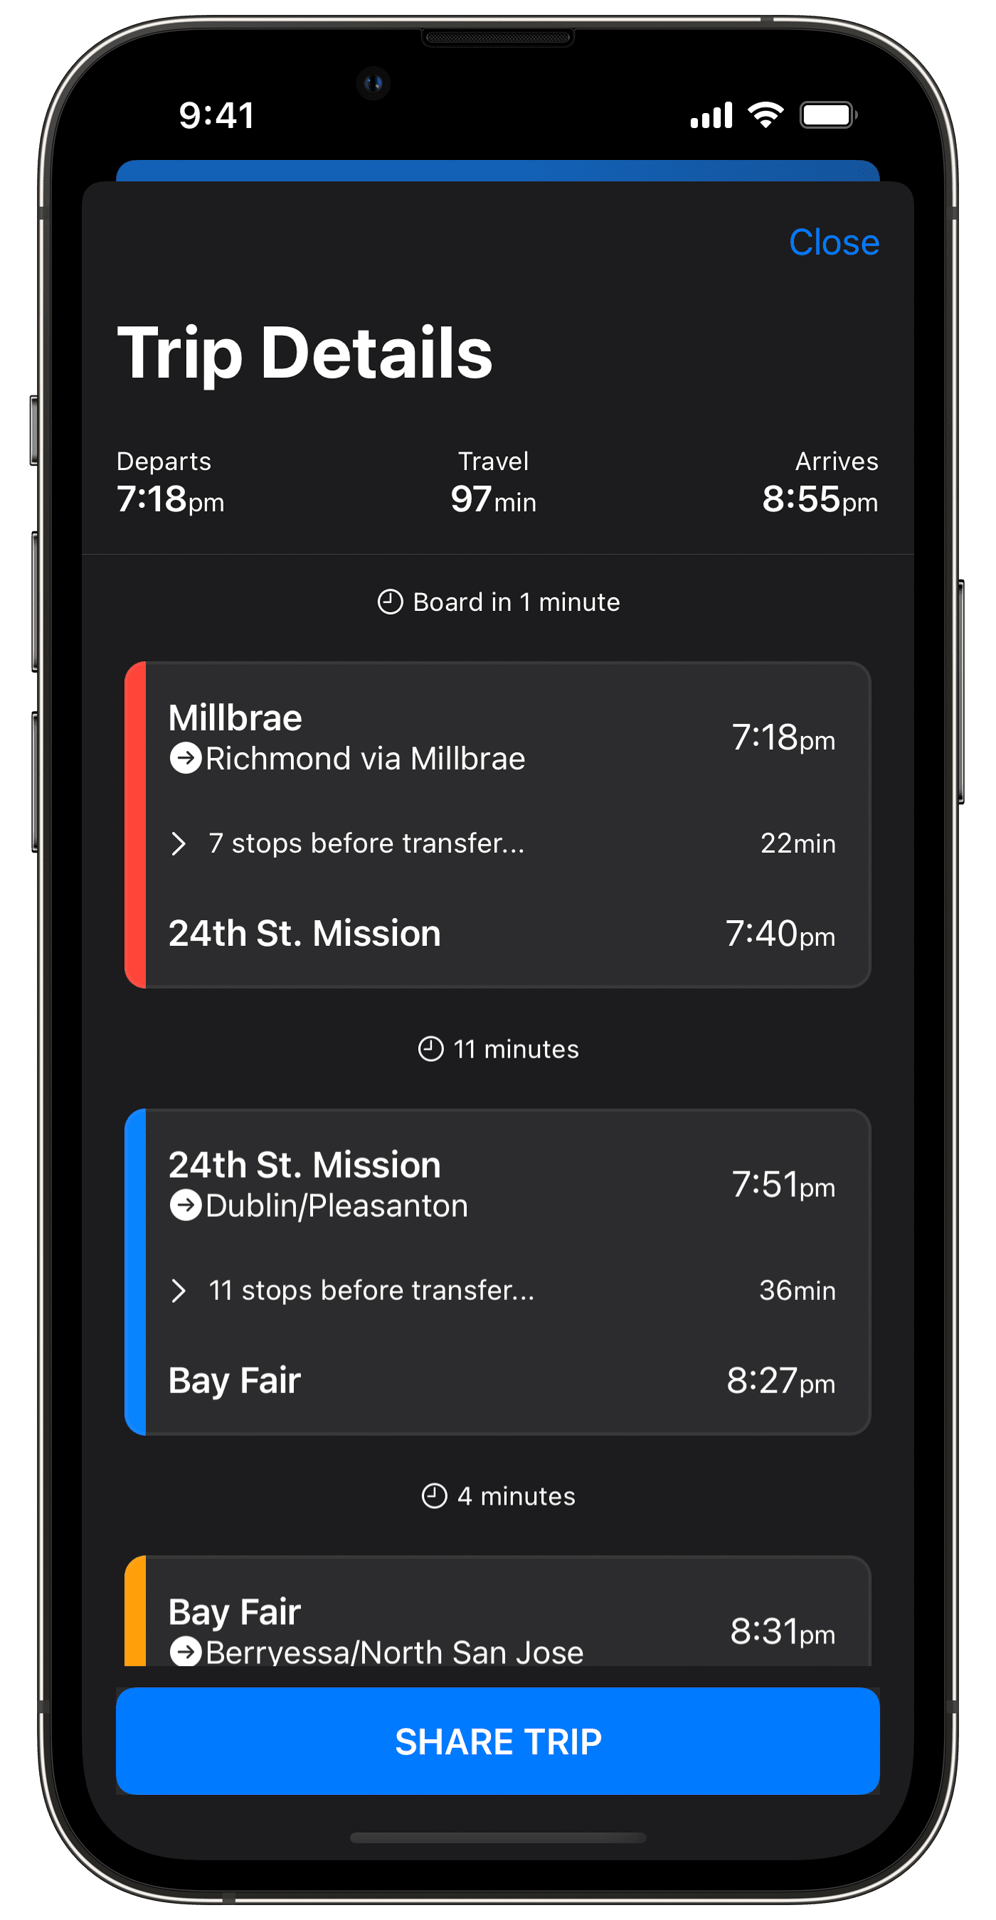 9:41
Close
Trip Details
Departs Travel Arrives
7:18pm 97min 8:55pm
Board in 1 minute
Millbrae
Richmond via Millbrae
7:18pm
7 stops before transfer... 22min
24th St. Mission 7:40pm
11 minutes
24th St. Mission
Dublin/Pleasanton
7:51pm
11 stops before transfer... 36min
Bay Fair 8:27pm
4 minutes
Bay Fair
Berryessa/North San Jose
8:31pm
SHARE TRIP